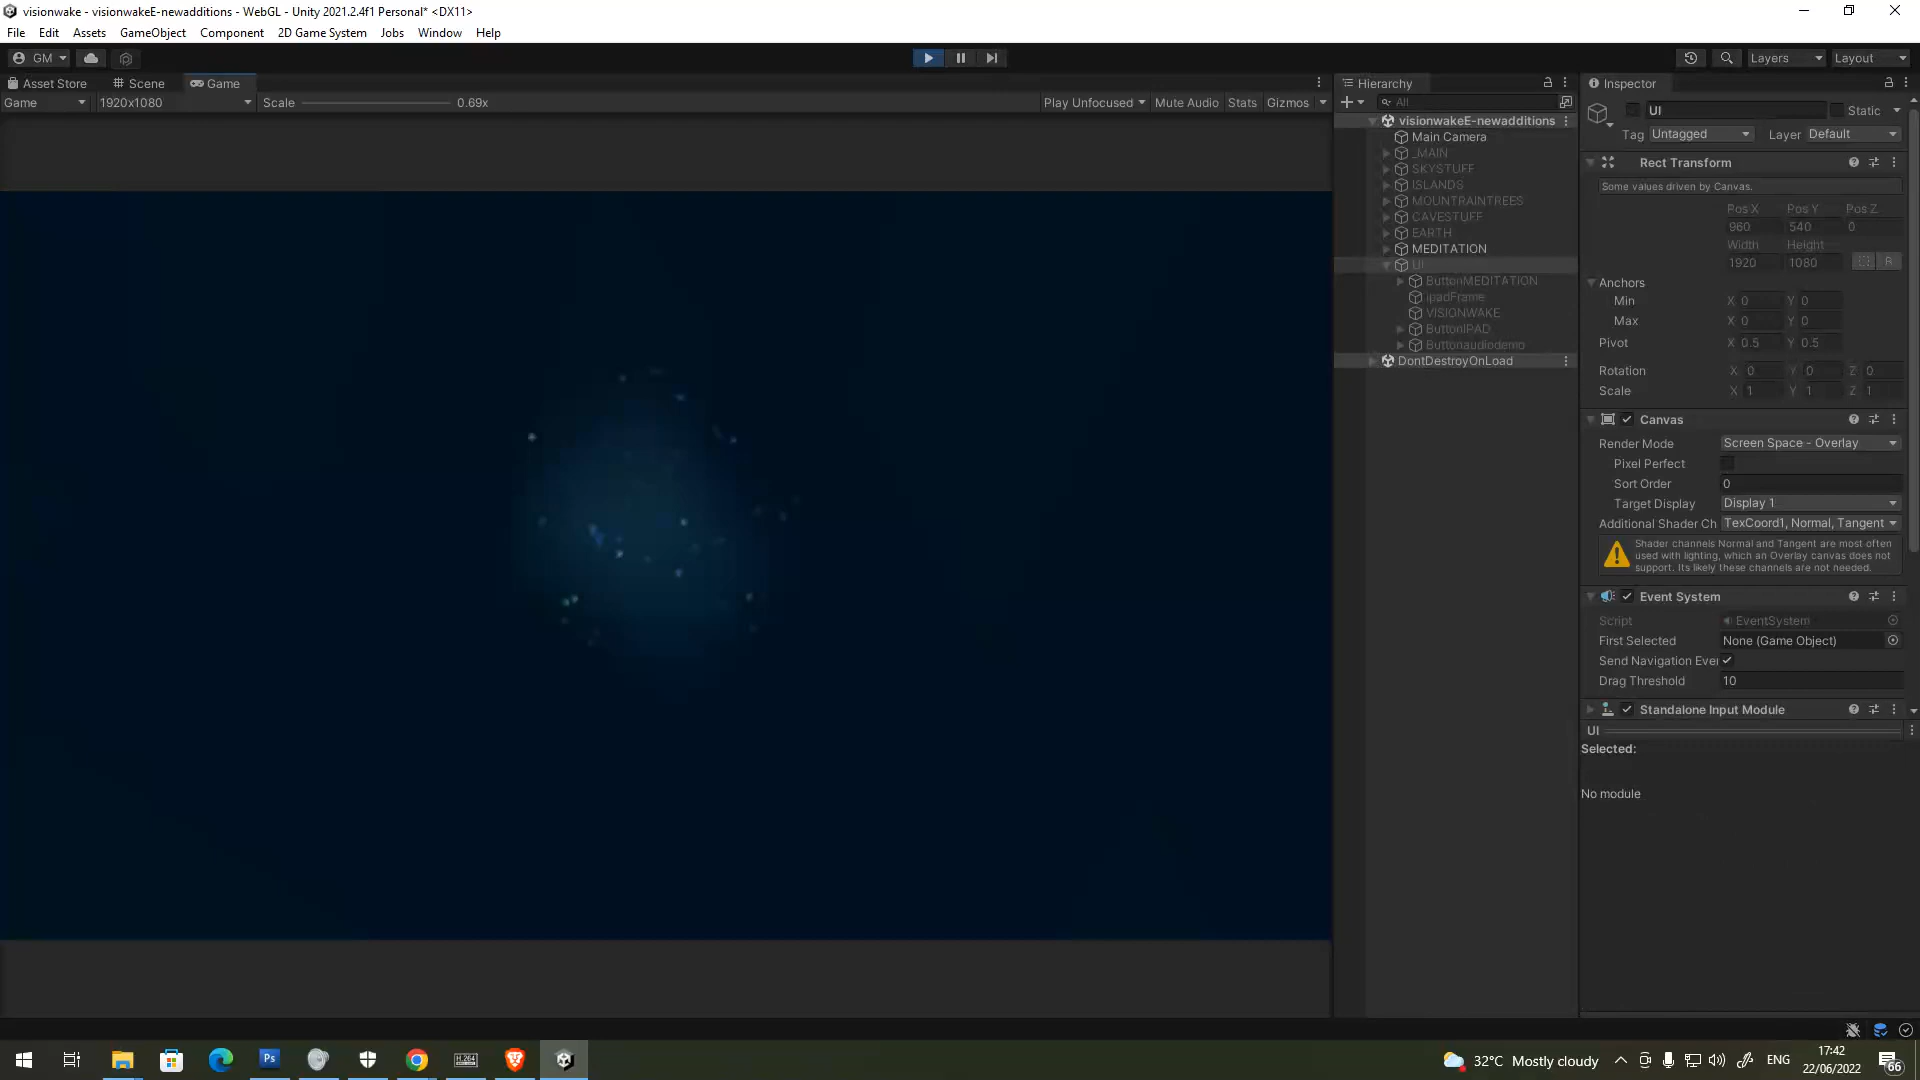 visionwake - visionwakeE-newadditions - WebGL - Unity 2021.2.4f1 Personal* <DX11>
File Edit Assets GameObject Component 2D Game System Jobs Window Help
GM Layers Layout
Asset Store Scene Game
Game 1920x1080 Scale 0.69x Play Unfocused Mute Audio Stats Gizmos
Hierarchy
All
visionwakeE-newadditions
Main Camera
_MAIN
SKYSTUFF
ISLANDS
MOUNTRAINTREES
CAVESTUFF
EARTH
MEDITATION
UI
ButtonMEDITATION
ipadFrame
VISIONWAKE
ButtonIPAD
Buttonaudiodemo
DontDestroyOnLoad
Inspector
UI Static
Tag Untagged Layer Default
Rect Transform
Some values driven by Canvas.
Pos X Pos Y Pos Z
960 540 0
Width Height
1920 1080 R
Anchors
Min X 0 Y 0
Max X 0 Y 0
Pivot X 0.5 Y 0.5
Rotation X 0 Y 0 Z 0
Scale X 1 Y 1 Z 1
Canvas
Render Mode Screen Space - Overlay
Pixel Perfect
Sort Order 0
Target Display Display 1
Additional Shader Ch TexCoord1, Normal, Tangent
Shader channels Normal and Tangent are most often
used with lighting, which an Overlay canvas does not
support. Its likely these channels are not needed.
Event System
Script EventSystem
First Selected None (Game Object)
Send Navigation Ever
Drag Threshold 10
Standalone Input Module
UI
Selected:
No module
Ps H.264 32°C Mostly cloudy ENG 17:42
22/06/2022 66